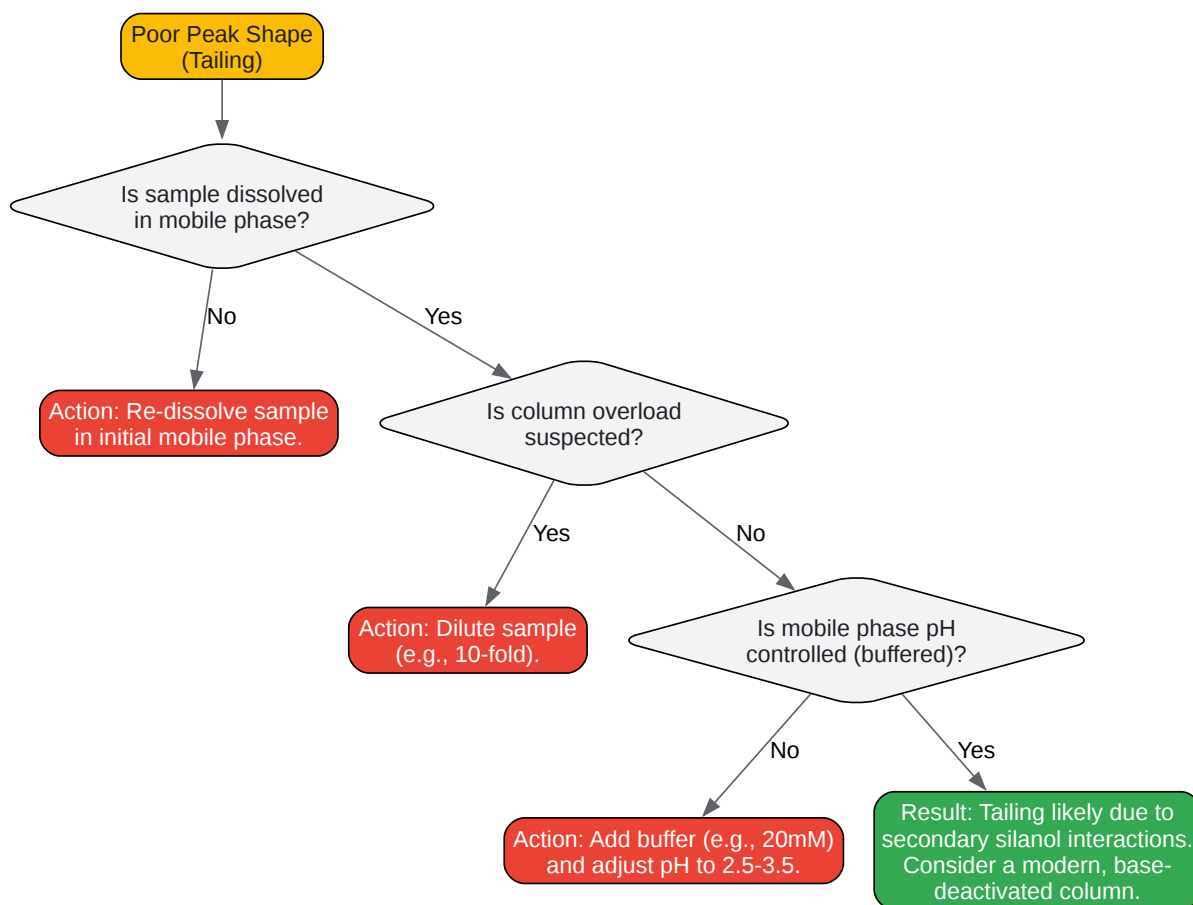 Poor Peak Shape
(Tailing)
Is sample dissolved
in mobile phase?
No
Yes
Action: Re-dissolve sample
in initial mobile phase.
Is column overload
suspected?
Yes
No
Action: Dilute sample
(e.g., 10-fold).
Is mobile phase pH
controlled (buffered)?
No
Yes
Action: Add buffer (e.g., 20mM)
and adjust pH to 2.5-3.5.
Result: Tailing likely due to
secondary silanol interactions.
Consider a modern, base-
deactivated column.